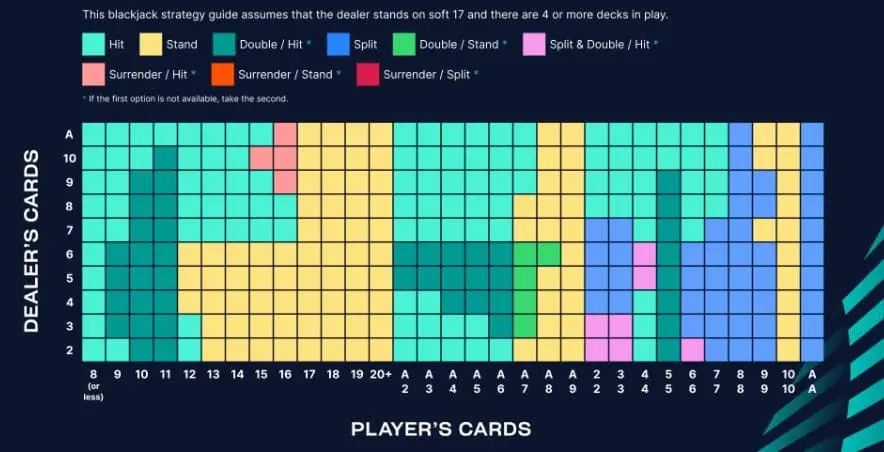 This blackjack strategy guide assumes that the dealer stands on soft 17 and there are 4 or more decks in play.
Hit Stand Double / Hit * Split Double / Stand * Split & Double / Hit *
Surrender / Hit * Surrender / Stand * Surrender / Split *
* If the first option is not available, take the second.
DEALER'S CARDS
A
10
9
8
7
6
5
4
3
2
8 9 10 11 12 13 14 15 16 17 18 19 20+ A A A A A A A A 2 3 4 5 6 7 8 9 10 A
(or less) 2 3 4 5 6 7 8 9 2 3 4 5 6 7 8 9 10 A
PLAYER'S CARDS